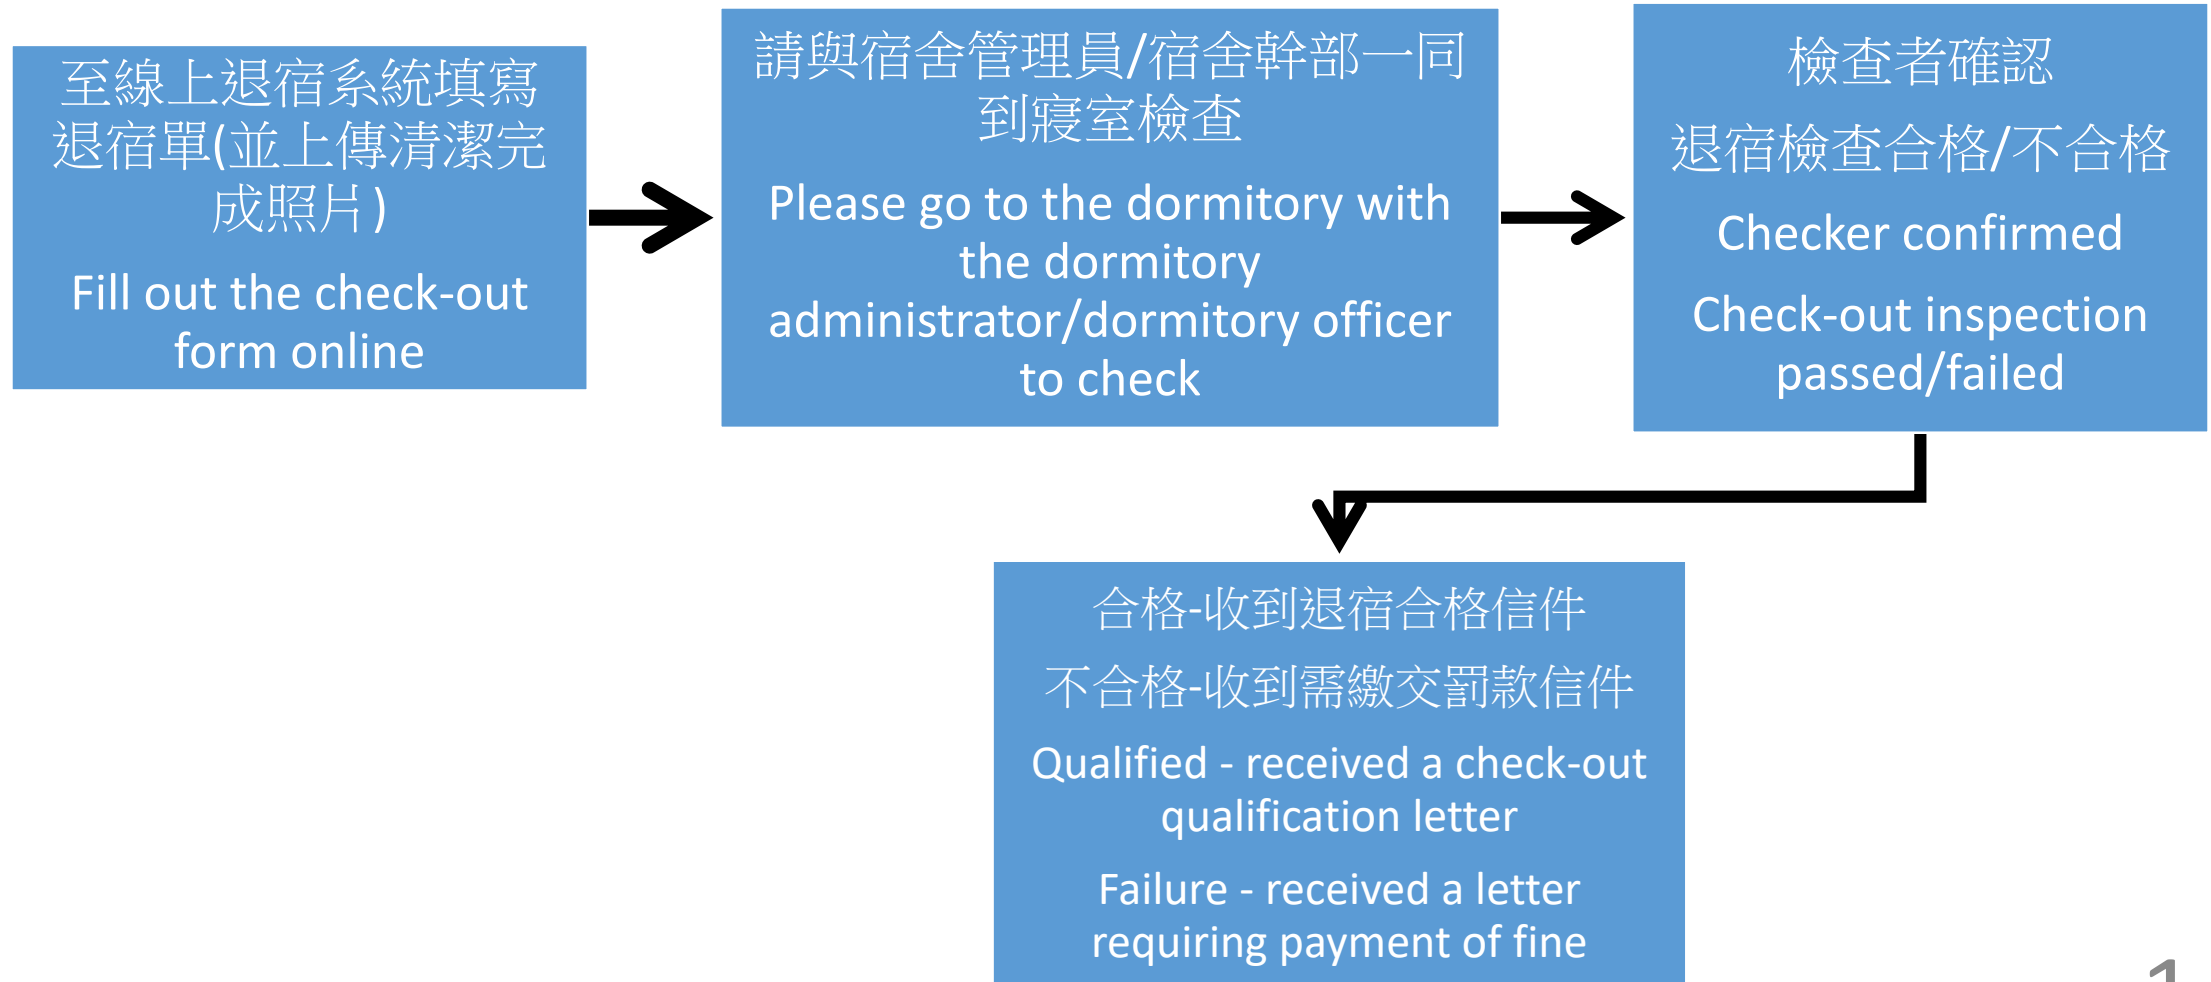 至線上退宿系統填寫
退宿單(並上傳清潔完
成照片)
Fill out the check-out
form online
請與宿舍管理員/宿舍幹部一同
到寢室檢查
Please go to the dormitory with
the dormitory
administrator/dormitory officer
to check
檢查者確認
退宿檢查合格/不合格
Checker confirmed
Check-out inspection
passed/failed
合格-收到退宿合格信件
不合格-收到需繳交罰款信件
Qualified - received a check-out
qualification letter
Failure - received a letter
requiring payment of fine